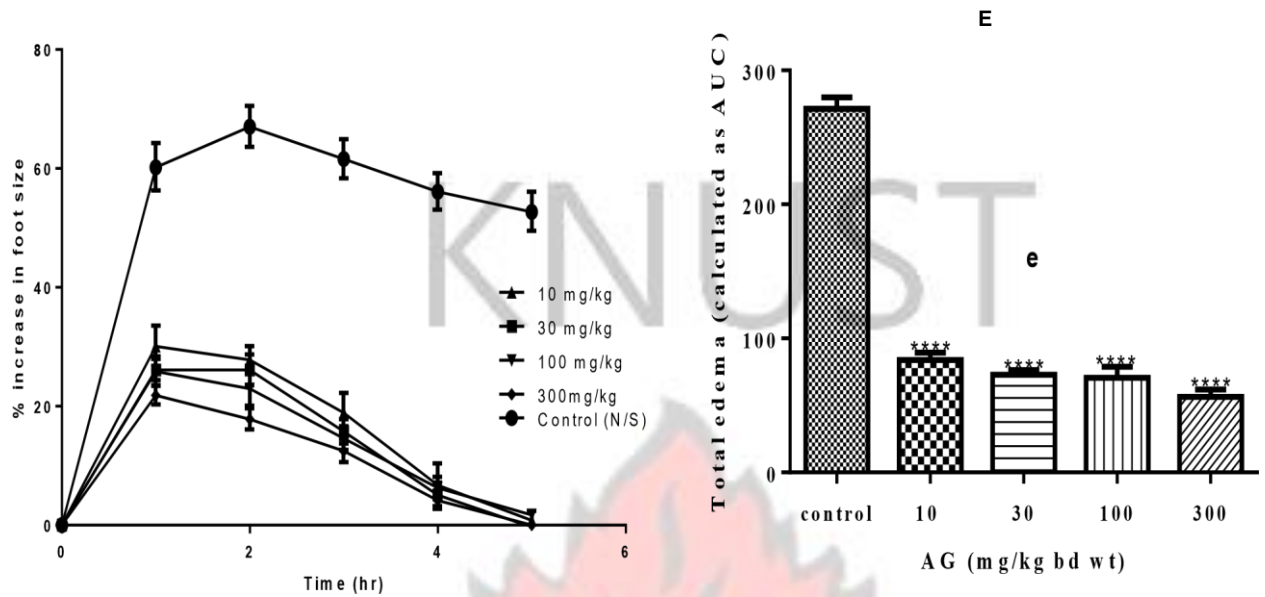 E
80
60
40
20
0
% increase in foot size
10 mg/kg
30 mg/kg
100 mg/kg
300mg/kg
Control (N/S)
0
2
4
6
Time (hr)
Total edema (calculated as AUC)
300
200
100
0
e
****
****
****
****
control 10 30 100 300
AG (mg/kg bd wt)
KNUST